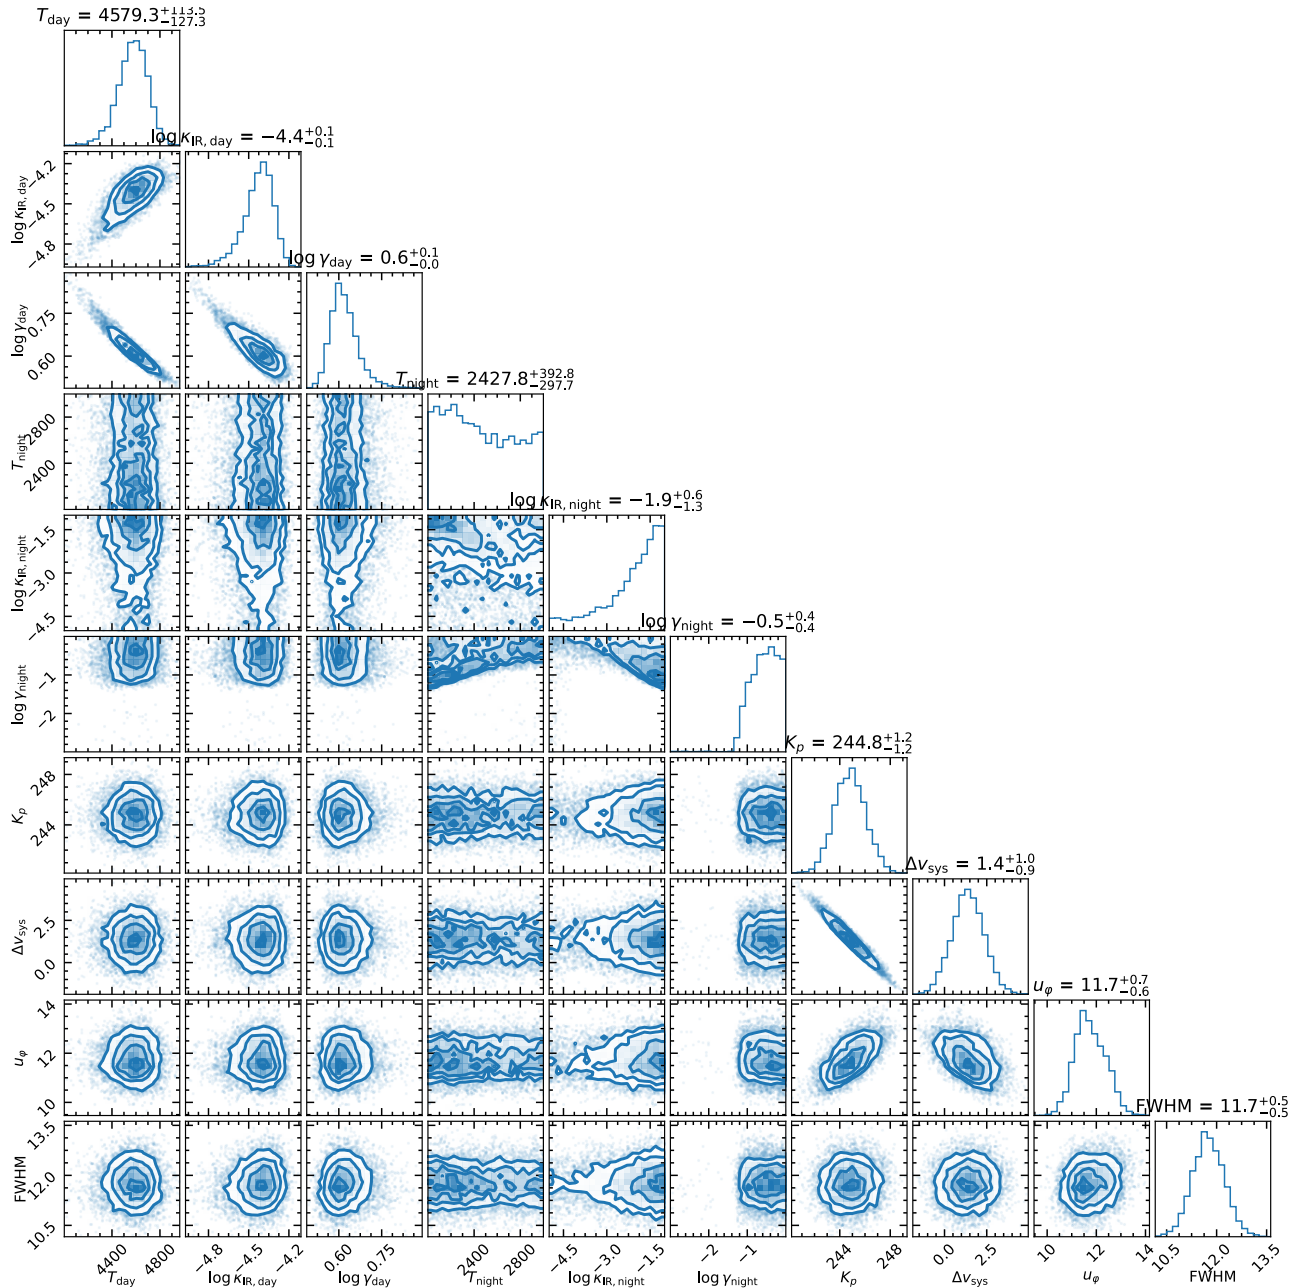 T_day = 4579.3 +113.5 −127.3
log κ_IR, day = −4.4 +0.1 −0.1
−4.2
−4.5
−4.8
log κ_IR, day
log γ_day = 0.6 +0.1 −0.0
0.75
0.60
log γ_day
T_night = 2427.8 +392.8 −297.7
2800
2400
T_night
log κ_IR, night = −1.9 +0.6 −1.3
−1.5
−3.0
−4.5
log κ_IR, night
log γ_night = −0.5 +0.4 −0.4
−1
−2
log γ_night
K_p = 244.8 +1.2 −1.2
248
244
K_p
Δv_sys = 1.4 +1.0 −0.9
2.5
0.0
Δv_sys
u_φ = 11.7 +0.7 −0.6
14
12
10
u_φ
FWHM = 11.7 +0.5 −0.5
13.5
12.0
10.5
FWHM
4400 4800 −4.8 −4.5 −4.2 0.60 0.75 2400 2800 −4.5 −3.0 −1.5 −2 −1 244 248 0.0 2.5 10 12 14 10.5 12.0 13.5
T_day log κ_IR, day log γ_day T_night log κ_IR, night log γ_night K_p Δv_sys u_φ FWHM